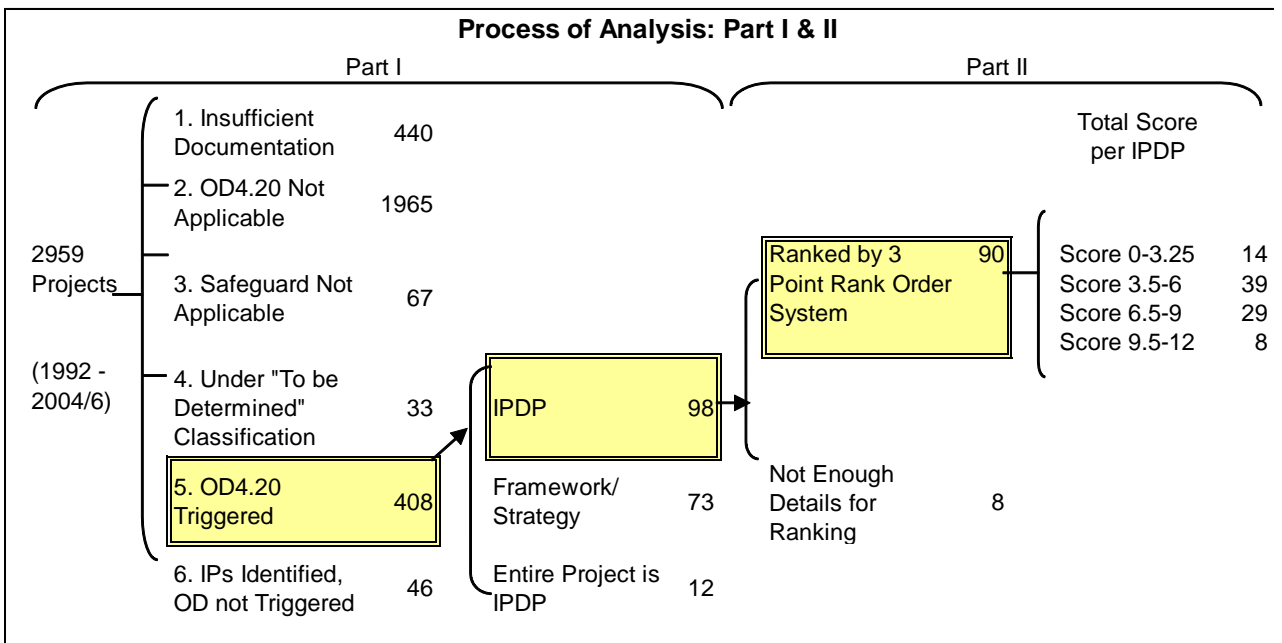 Process of Analysis: Part I & II
Part I
Part II
2959
Projects
(1992 -
2004/6)
1. Insufficient
Documentation 440
2. OD4.20 Not
Applicable 1965
3. Safeguard Not
Applicable 67
4. Under "To be
Determined" 33
Classification
5. OD4.20
Triggered 408
6. IPs Identified,
OD not Triggered 46
IPDP 98
Framework/
Strategy 73
Entire Project is
IPDP 12
Ranked by 3 90
Point Rank Order
System
Not Enough
Details for 8
Ranking
Total Score
per IPDP
Score 0-3.25 14
Score 3.5-6 39
Score 6.5-9 29
Score 9.5-12 8